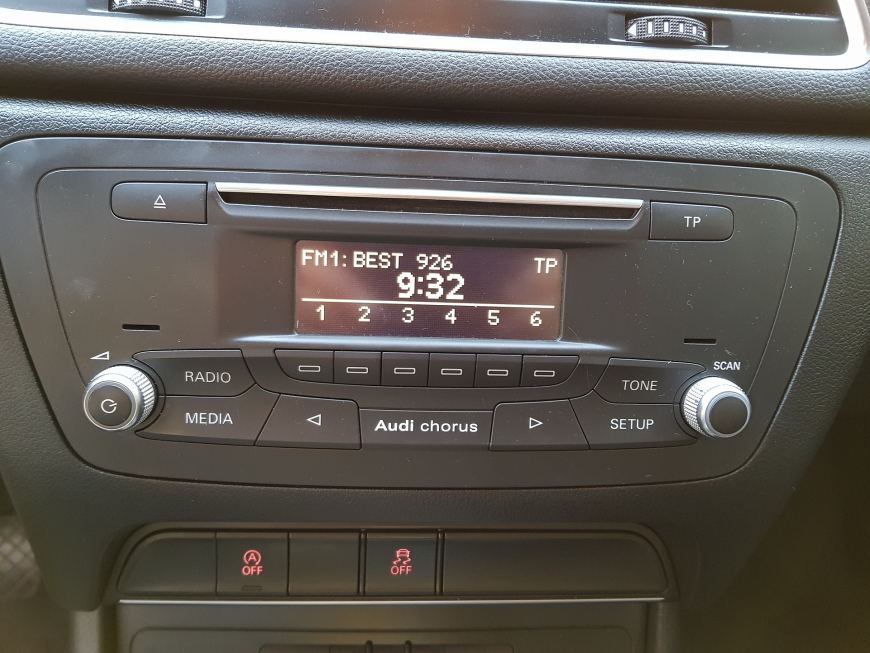 TP
FM1: BEST 926 TP
9:32
1 2 3 4 5 6
SCAN
RADIO TONE
MEDIA Audi chorus SETUP
A
OFF OFF